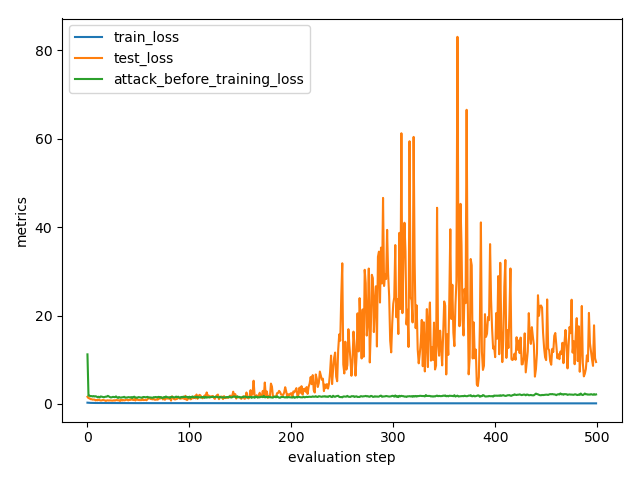 train_loss
test_loss
attack_before_training_loss
metrics
80
60
40
20
0
0 100 200 300 400 500
evaluation step